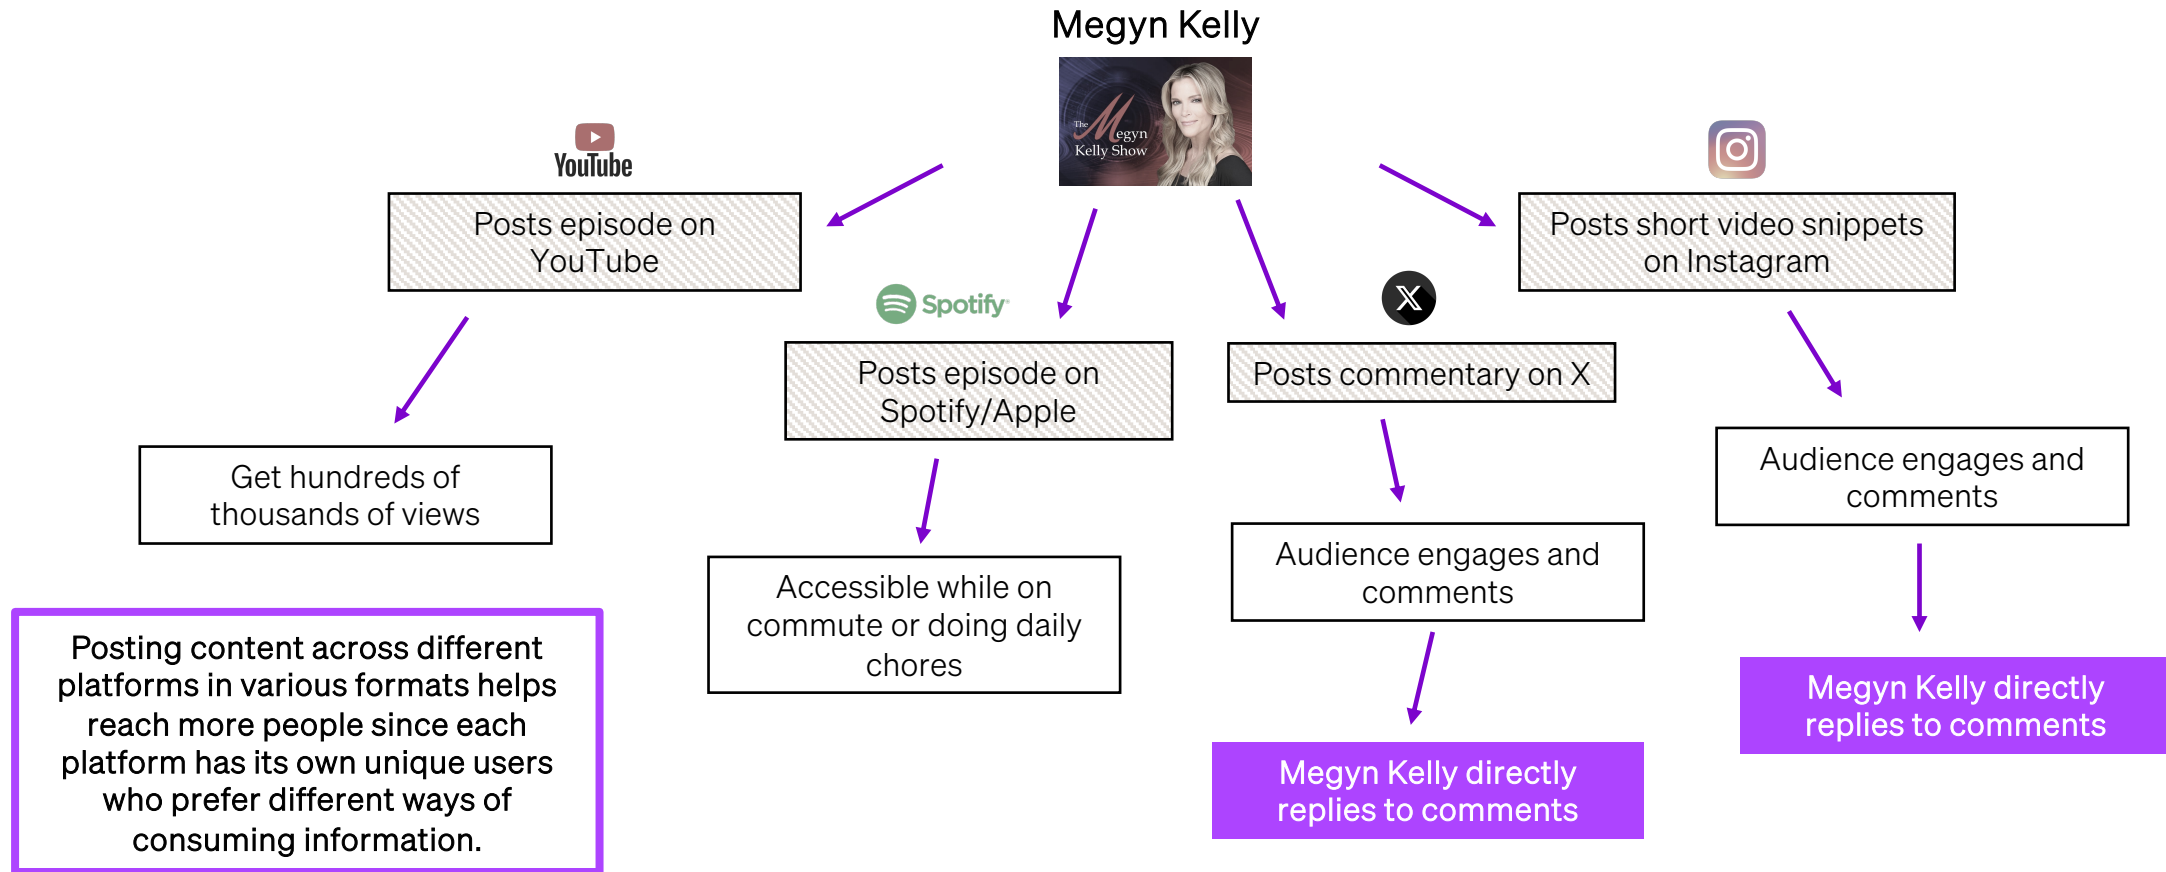 Megyn Kelly
The Megyn
Kelly Show
YouTube
Posts episode on
YouTube
Get hundreds of
thousands of views
Spotify
Posts episode on
Spotify/Apple
Accessible while on
commute or doing daily
chores
X
Posts commentary on X
Audience engages and
comments
Megyn Kelly directly
replies to comments
Posts short video snippets
on Instagram
Audience engages and
comments
Megyn Kelly directly
replies to comments
Posting content across different
platforms in various formats helps
reach more people since each
platform has its own unique users
who prefer different ways of
consuming information.